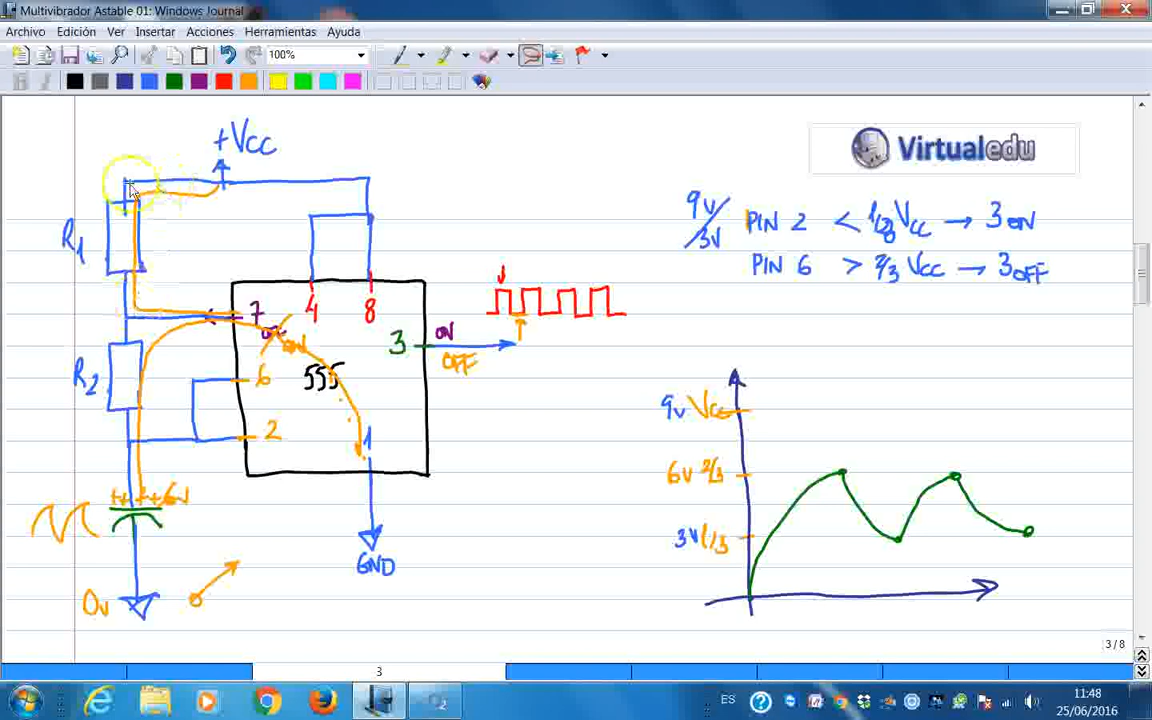 Multivibrador Astable 01: Windows Journal
Archivo Edición Ver Insertar Acciones Herramientas Ayuda
100%
+Vcc
Virtualedu
R1
9v/3v PIN 2 < 1/3 Vcc → 3 ON
PIN 6 > 2/3 Vcc → 3 OFF
7 4 8
ON
3 ON
OFF
R2
6 555
2 1
9v Vcc
6v 2/3
3v 1/3
+ + + + 6v
GND
0v
3 / 8
3
ES
11:48
25/06/2016